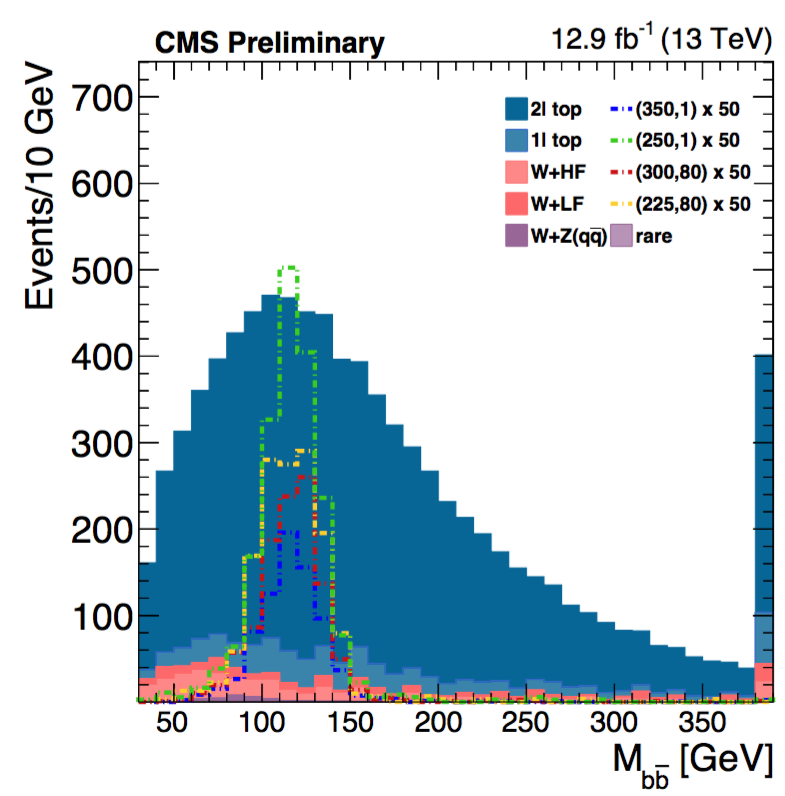 CMS Preliminary 12.9 fb⁻¹ (13 TeV)
Events/10 GeV
700
600
500
400
300
200
100
2l top (350,1) x 50
1l top (250,1) x 50
W+HF (300,80) x 50
W+LF (225,80) x 50
W+Z(qq̅) rare
50 100 150 200 250 300 350
M_bb̅ [GeV]